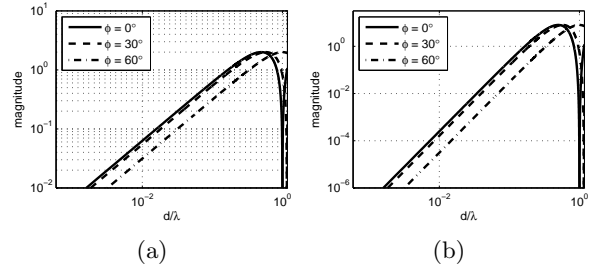 10^1
10^0
10^-1
10^-2
magnitude
φ = 0°
φ = 30°
φ = 60°
10^-2
10^0
d/λ
(a)
10^0
10^-2
10^-4
10^-6
magnitude
φ = 0°
φ = 30°
φ = 60°
10^-2
10^0
d/λ
(b)